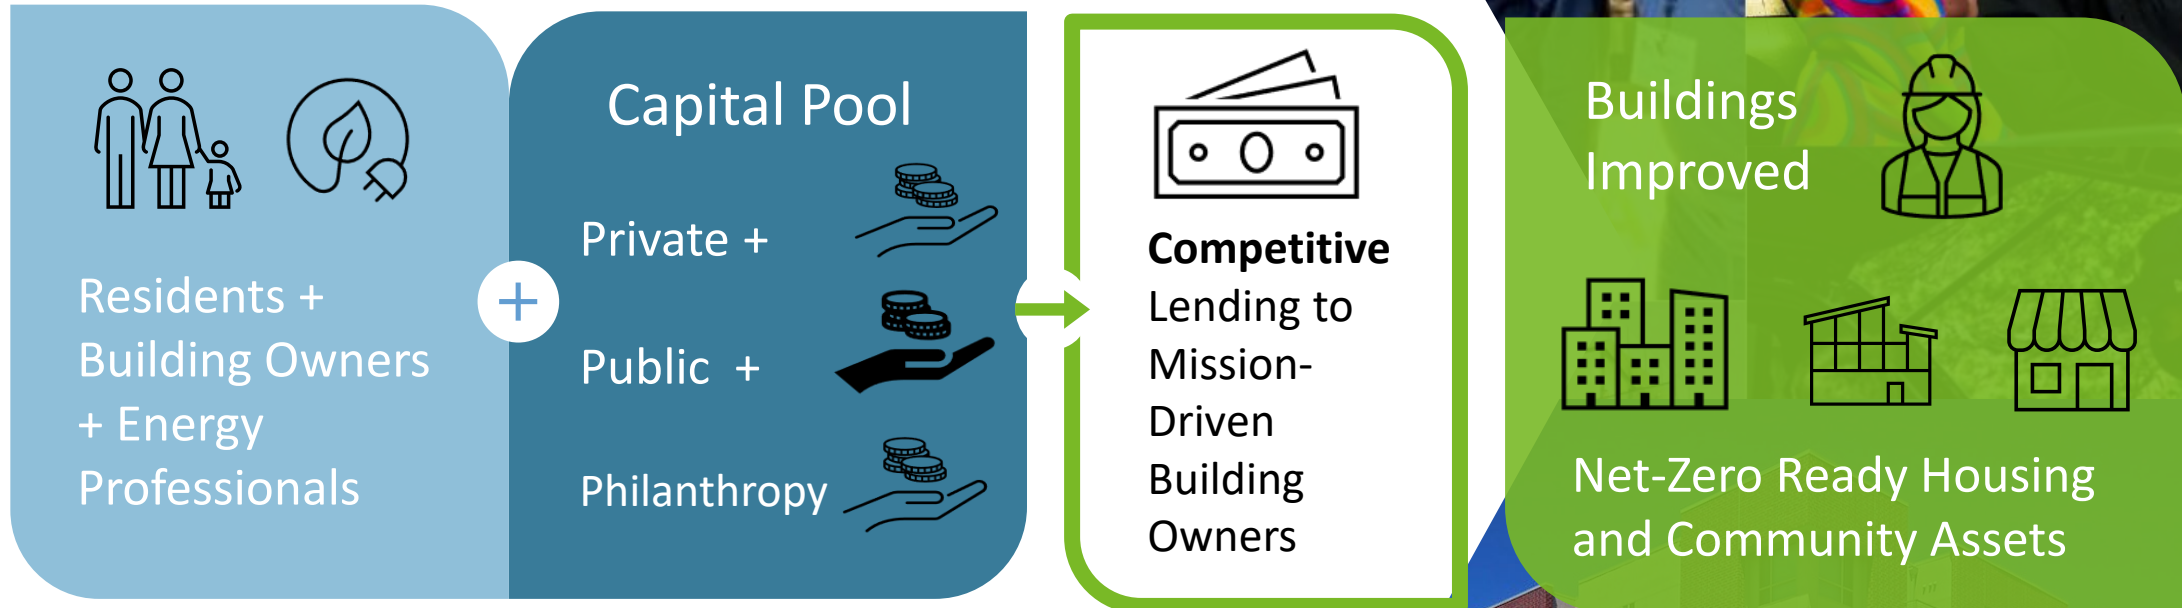 Residents +
Building Owners
+ Energy
Professionals
+
Capital Pool
Private +
Public +
Philanthropy
Competitive
Lending to
Mission-
Driven
Building
Owners
Buildings
Improved
Net-Zero Ready Housing
and Community Assets